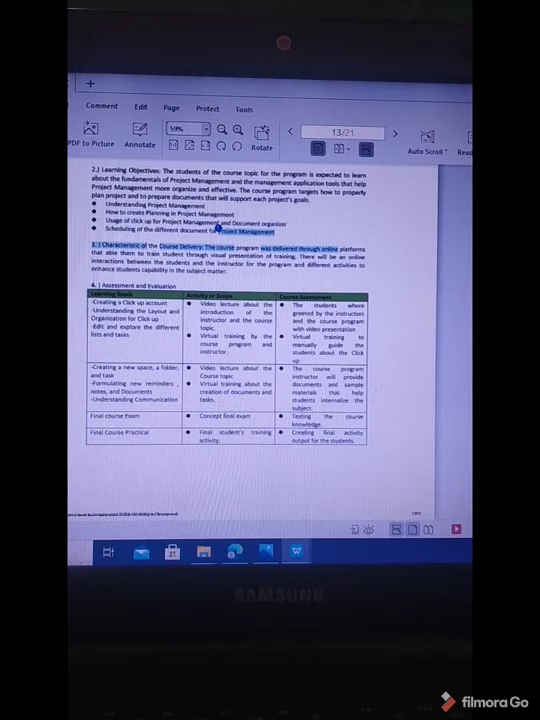 Comment Edit Page Protect Tools
PDF to Picture Annotate 59% Rotate 13/21 Auto Scroll Read
2.) Learning Objectives: The students of the course topic for the program is expected to learn
about the fundamentals of Project Management and the management application tools that help
Project Management more organize and effective. The course program targets how to properly
plan project and to prepare documents that will support each project's goals.
● Understanding Project Management
● How to create Planning in Project Management
● Usage of click up for Project Management and Document organizer
● Scheduling of the different document for Project Management
3. ) Characteristic of the Course Delivery: The course program was delivered through online platforms
that able them to train student through visual presentation of training. There will be an online
interactions between the students and the instructor for the program and different activities to
enhance students capability in the subject matter.
4. ) Assessment and Evaluation
Learning Goals Activity or Scope Course Assessment
-Creating a Click up account
-Understanding the Layout and
Organization for Click up
-Edit and explore the different
lists and tasks
● Video lecture about the
introduction of the
instructor and the course
topic.
● Virtual training by the
course program and
instructor.
● The students where
greeted by the instructors
and the course program
with video presentation
● Virtual training to
manually guide the
students about the Click
up
-Creating a new space, a folder,
and task
-Formulating new reminders ,
notes, and Documents
-Understanding Communication
● Video lecture about the
Course topic
● Virtual training about the
creation of documents and
tasks.
● The course program
instructor will provide
documents and sample
materials that help
students internalize the
subject.
Final course Exam
● Concept final exam
● Testing the course
knowledge.
Final Course Practical
● Final student's training
activity.
● Creating final activity
output for the students.
SAMSUNG
filmora Go